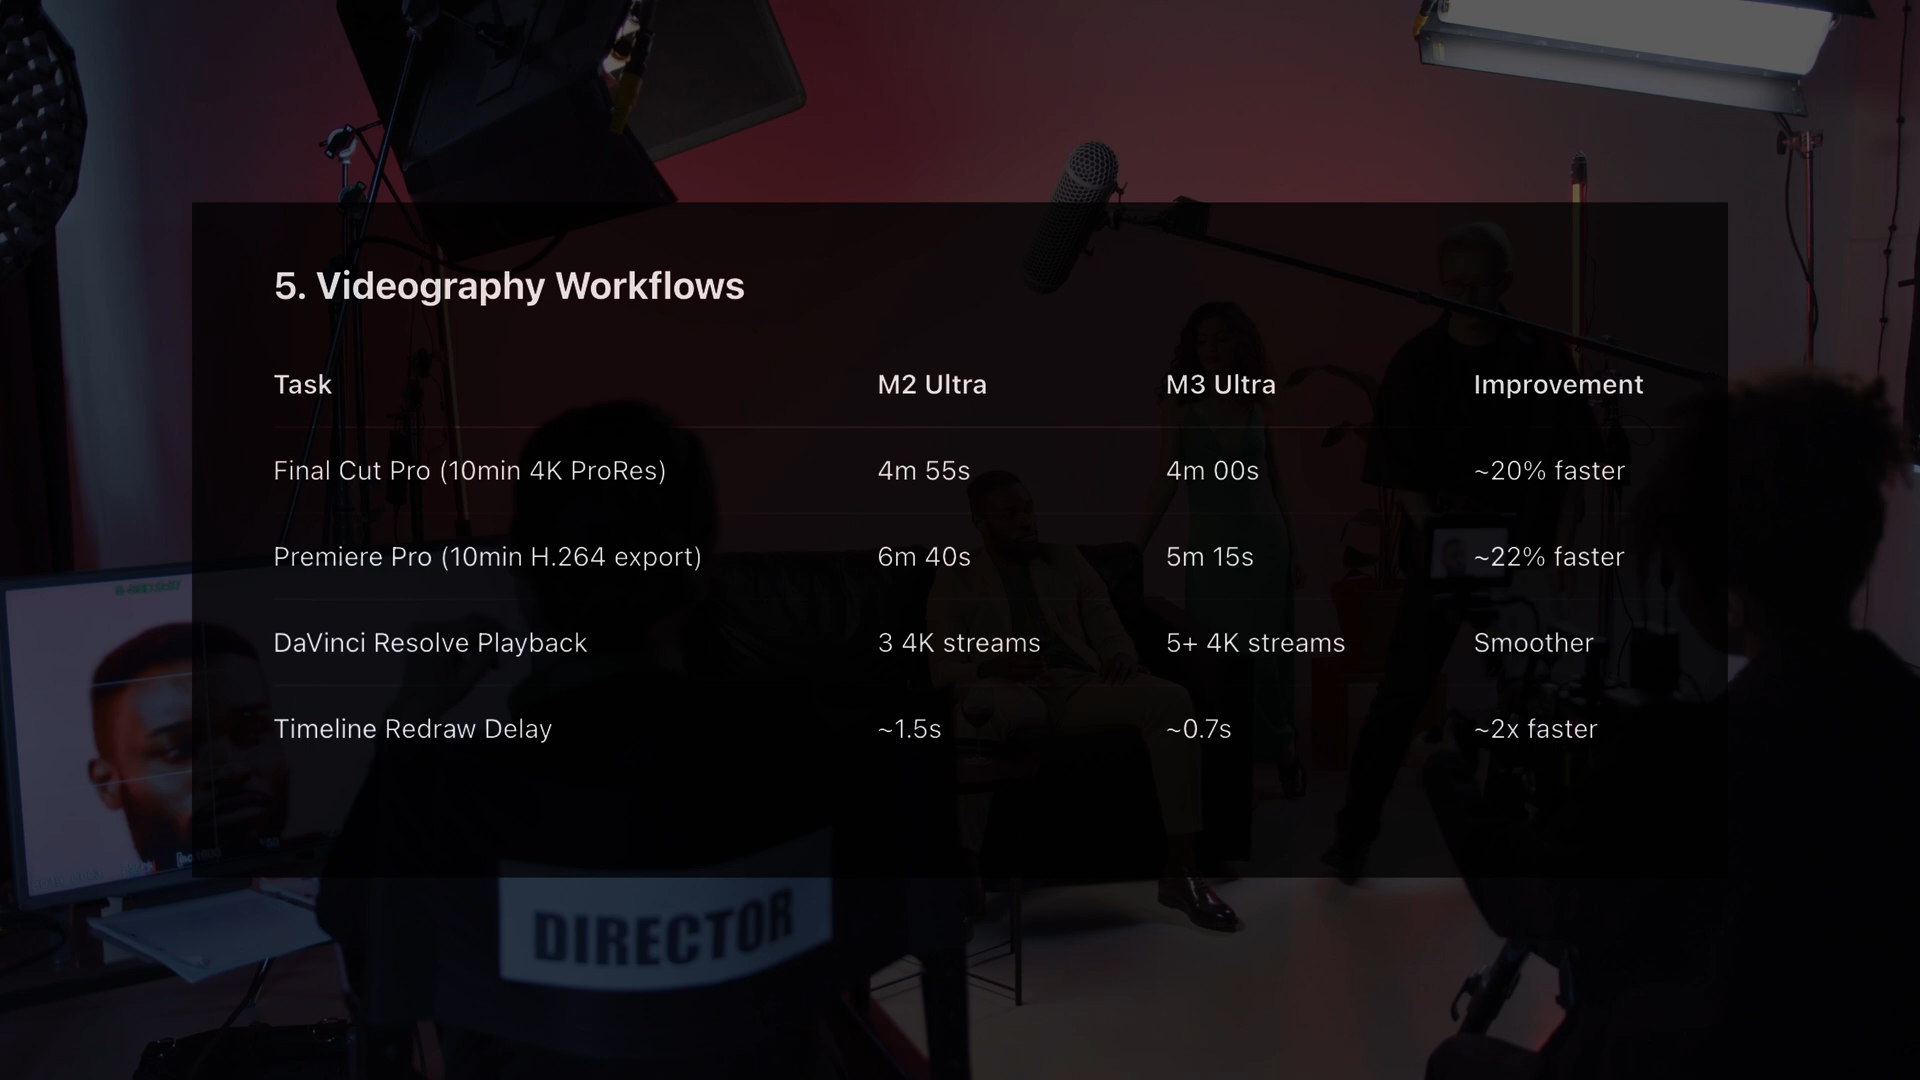 5. Videography Workflows
Task M2 Ultra M3 Ultra Improvement
Final Cut Pro (10min 4K ProRes) 4m 55s 4m 00s ~20% faster
Premiere Pro (10min H.264 export) 6m 40s 5m 15s ~22% faster
DaVinci Resolve Playback 3 4K streams 5+ 4K streams Smoother
Timeline Redraw Delay ~1.5s ~0.7s ~2x faster
DIRECTOR